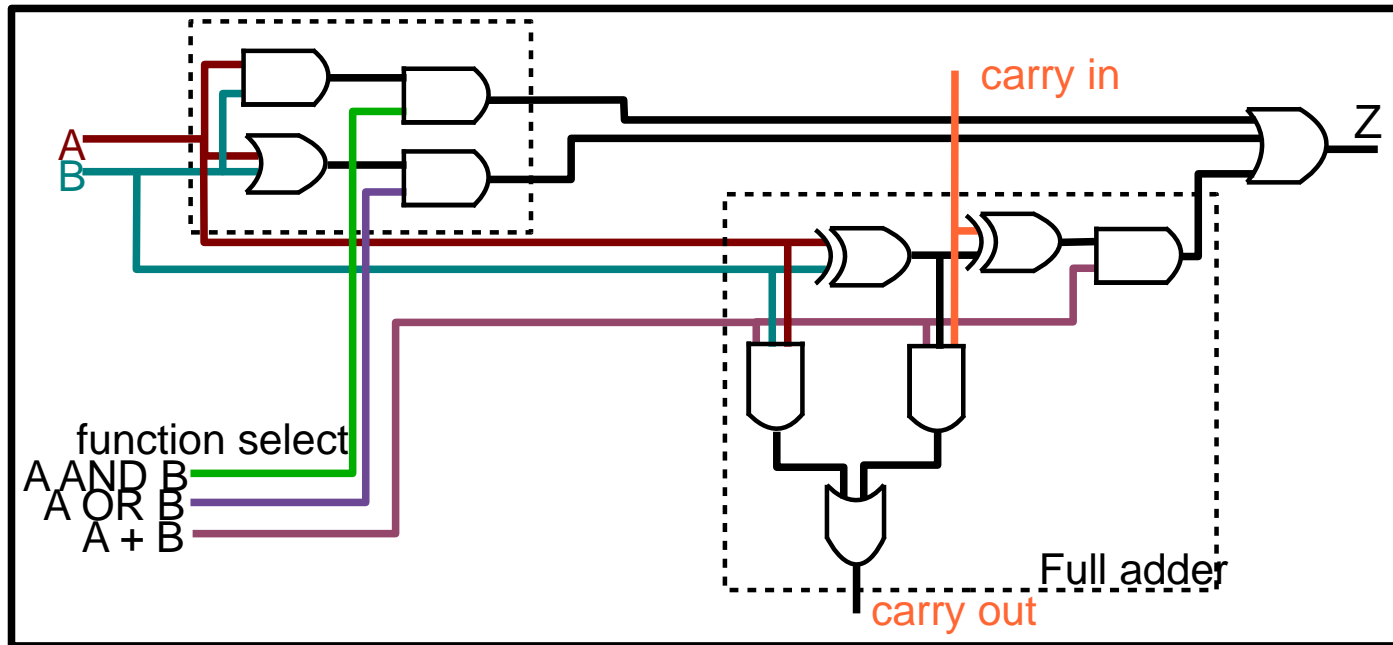 carry in
Z
A
B
function select
A AND B
A OR B
A + B
Full adder
carry out